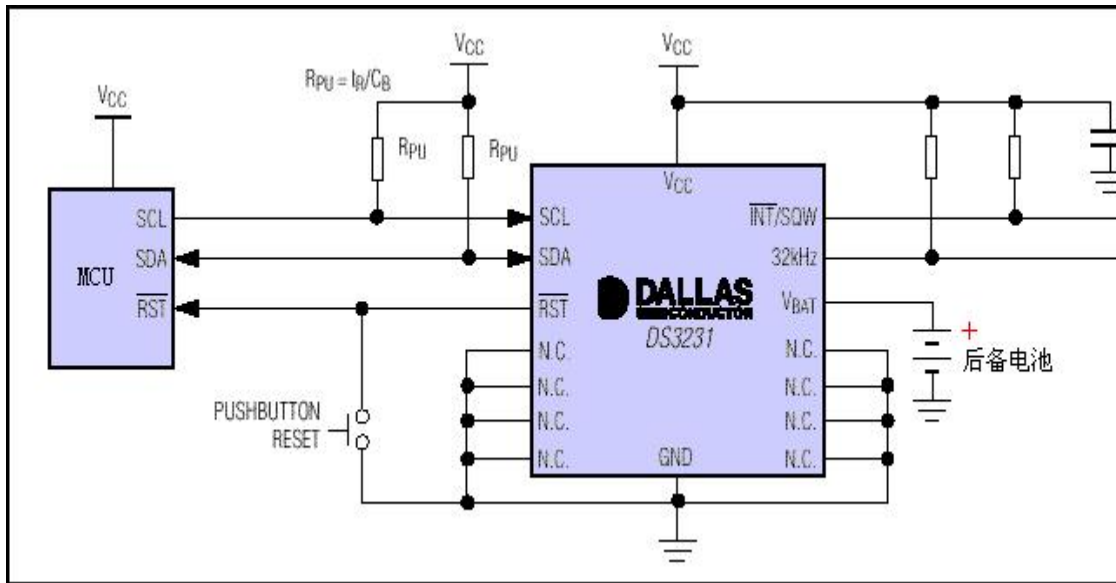 VCC
VCC
RPU = tR/CB
VCC
RPU
RPU
VCC
SCL
SCL
INT/SQW
SDA
SDA
32kHz
MCU
DALLAS
SEMICONDUCTOR
RST
RST
VBAT
DS3231
+
后备电池
N.C.
N.C.
N.C.
N.C.
PUSHBUTTON
RESET
N.C.
N.C.
N.C.
GND
N.C.